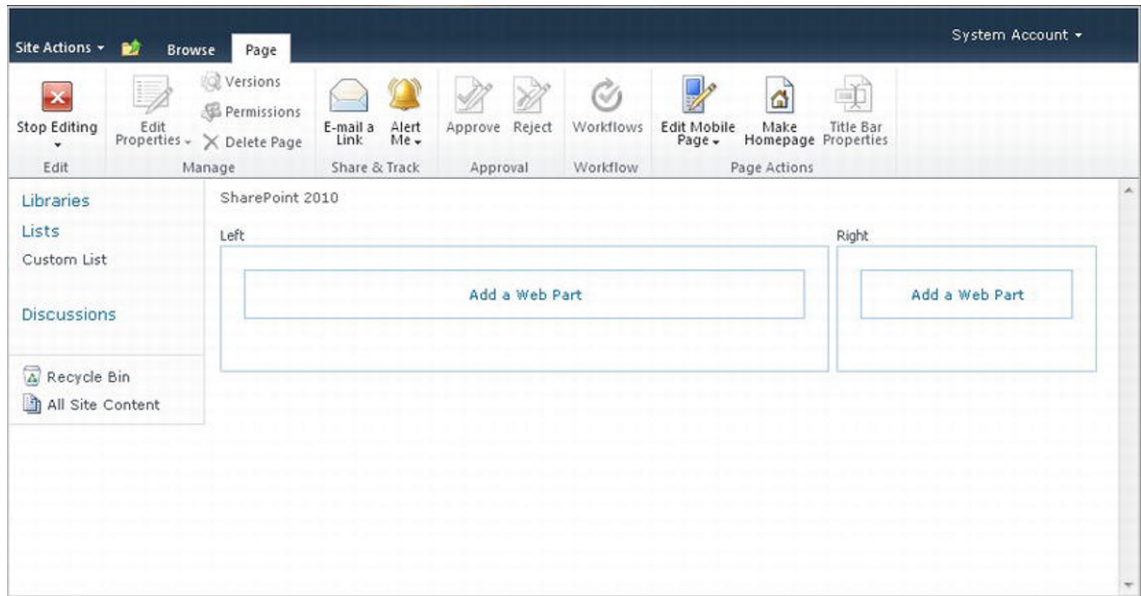 Site Actions Browse Page System Account
Versions
Permissions
Stop Editing Edit Properties Delete Page E-mail a Link Alert Me Approve Reject Workflows Edit Mobile Page Make Homepage Title Bar Properties
Edit Manage Share & Track Approval Workflow Page Actions
Libraries SharePoint 2010
Lists Left Right
Custom List
Add a Web Part Add a Web Part
Discussions
Recycle Bin
All Site Content